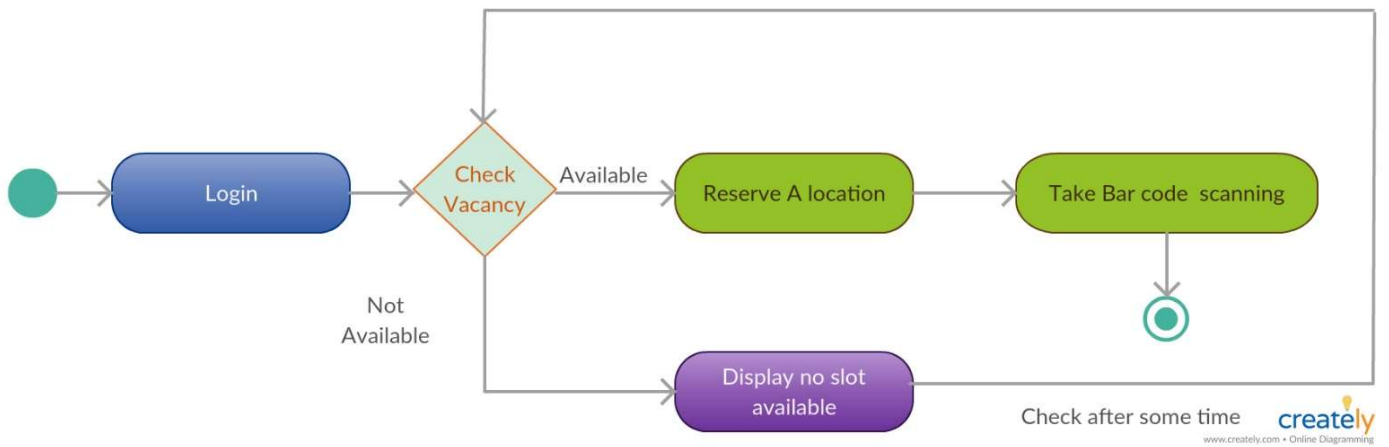 Login
Check
Vacancy
Available
Reserve A location
Take Bar code scanning
Not
Available
Display no slot
available
Check after some time
creately
www.creately.com • Online Diagramming